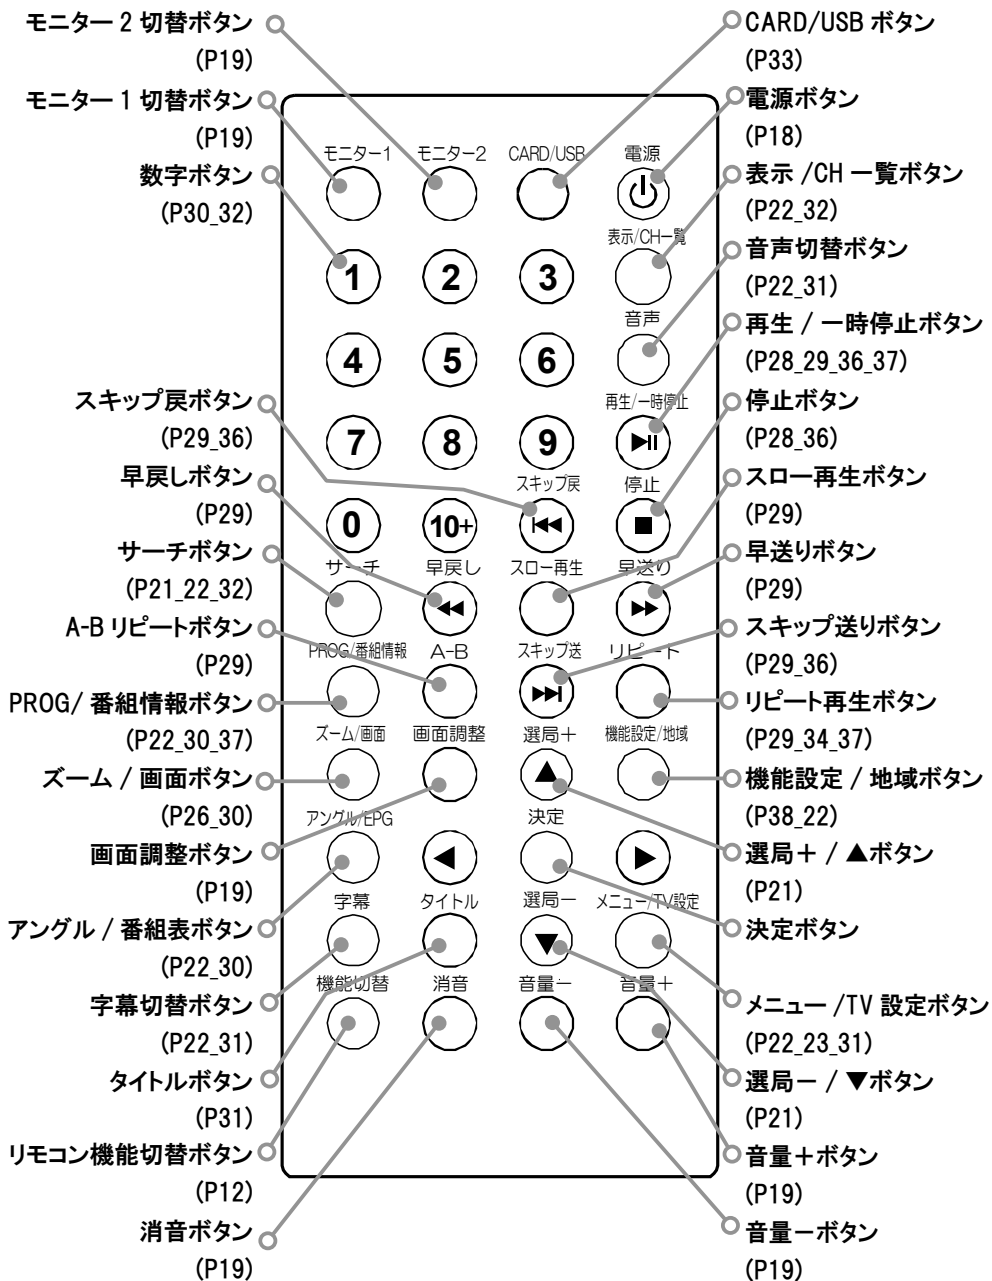 モニター 2 切替ボタン
(P19)
モニター 1 切替ボタン
(P19)
数字ボタン
(P30_32)
スキップ戻ボタン
(P29_36)
早戻しボタン
(P29)
サーチボタン
(P21_22_32)
A-B リピートボタン
(P29)
PROG/ 番組情報ボタン
(P22_30_37)
ズーム / 画面ボタン
(P26_30)
画面調整ボタン
(P19)
アングル / 番組表ボタン
(P22_30)
字幕切替ボタン
(P22_31)
タイトルボタン
(P31)
リモコン機能切替ボタン
(P12)
消音ボタン
(P19)
モニター1 モニター2 CARD/USB 電源
表示/CH一覧
1 2 3
音声
4 5 6
再生/一時停止
7 8 9
スキップ戻 停止
0 10+
サーチ 早戻し スロー再生 早送り
PROG/番組情報 A-B スキップ送 リピート
ズーム/画面 画面調整 選局＋ 機能設定/地域
アングル/EPG 決定
字幕 タイトル 選局－ メニュー/TV設定
機能切替 消音 音量－ 音量＋
CARD/USB ボタン
(P33)
電源ボタン
(P18)
表示 /CH 一覧ボタン
(P22_32)
音声切替ボタン
(P22_31)
再生 / 一時停止ボタン
(P28_29_36_37)
停止ボタン
(P28_36)
スロー再生ボタン
(P29)
早送りボタン
(P29)
スキップ送りボタン
(P29_36)
リピート再生ボタン
(P29_34_37)
機能設定 / 地域ボタン
(P38_22)
選局＋ / ▲ボタン
(P21)
決定ボタン
メニュー /TV 設定ボタン
(P22_23_31)
選局－ / ▼ボタン
(P21)
音量＋ボタン
(P19)
音量－ボタン
(P19)